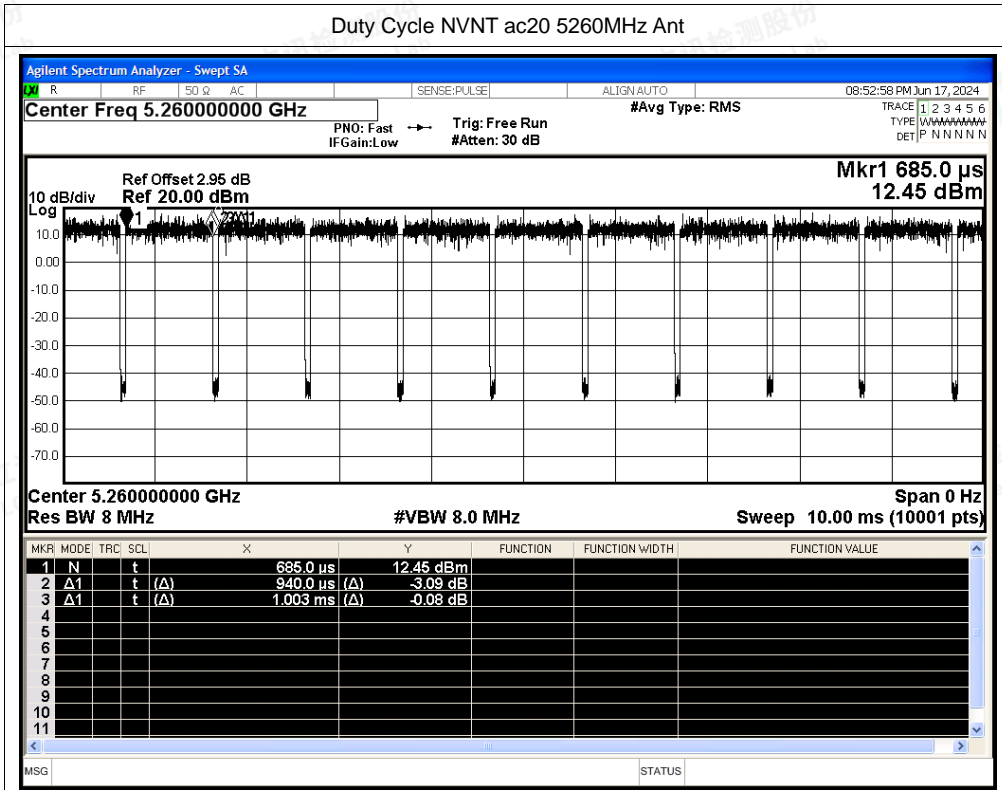 Duty Cycle NVNT ac20 5260MHz Ant
Agilent Spectrum Analyzer - Swept SA
LXI R RF 50 Ω AC SENSE:PULSE ALIGN AUTO 08:52:58 PM Jun 17, 2024
Center Freq 5.260000000 GHz #Avg Type: RMS TRACE 1 2 3 4 5 6
PNO: Fast Trig: Free Run TYPE WWWWWW
IFGain:Low #Atten: 30 dB DET P N N N N N
Mkr1 685.0 µs
Ref Offset 2.95 dB
10 dB/div Ref 20.00 dBm 12.45 dBm
Log
1
10.0
0.00
-10.0
-20.0
-30.0
-40.0
-50.0
-60.0
-70.0
Center 5.260000000 GHz Span 0 Hz
Res BW 8 MHz #VBW 8.0 MHz Sweep 10.00 ms (10001 pts)
MKR MODE TRC SCL X Y FUNCTION FUNCTION WIDTH FUNCTION VALUE
1 N t 685.0 µs 12.45 dBm
2 Δ1 t (Δ) 940.0 µs (Δ) -3.09 dB
3 Δ1 t (Δ) 1.003 ms (Δ) -0.08 dB
4
5
6
7
8
9
10
11
MSG STATUS